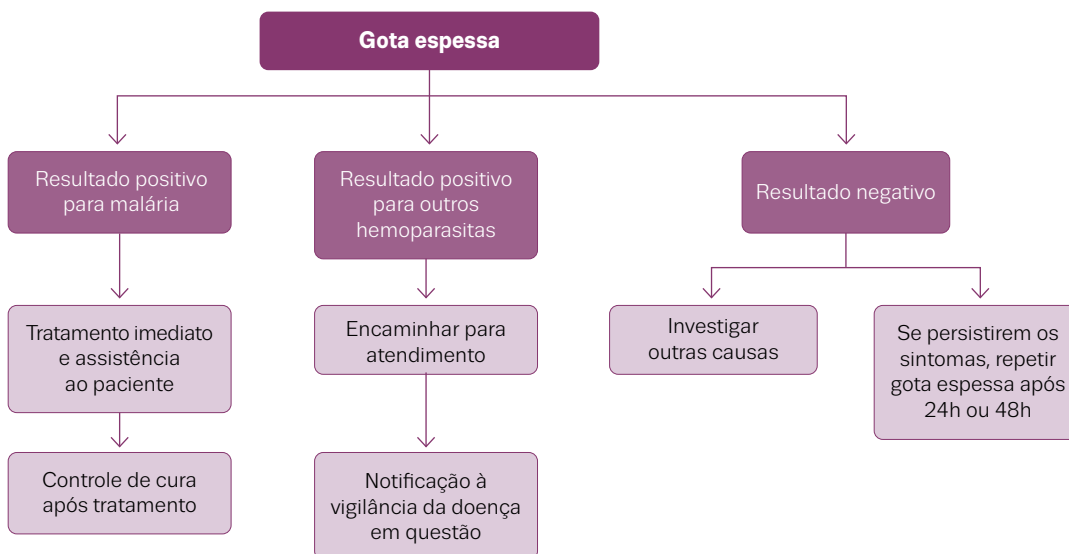 Gota espessa
Resultado positivo
para malária
Resultado positivo
para outros
hemoparasitas
Resultado negativo
Tratamento imediato
e assistência
ao paciente
Encaminhar para
atendimento
Investigar
outras causas
Se persistirem os
sintomas, repetir
gota espessa após
24h ou 48h
Controle de cura
após tratamento
Notificação à
vigilância da doença
em questão